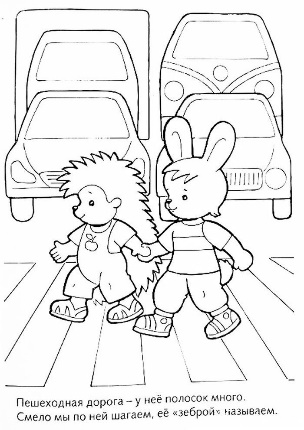 Пешеходная дорога – у неё полосок много.
Смело мы по ней шагаем, её «зеброй» называем.